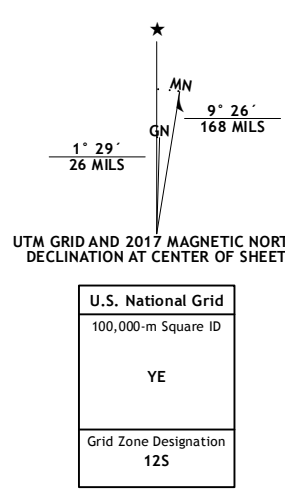 ★
MN
9° 26´
168 MILS
GN
1° 29´
26 MILS
UTM GRID AND 2017 MAGNETIC NORT
DECLINATION AT CENTER OF SHEET
U.S. National Grid
100,000-m Square ID
YE
Grid Zone Designation
12S